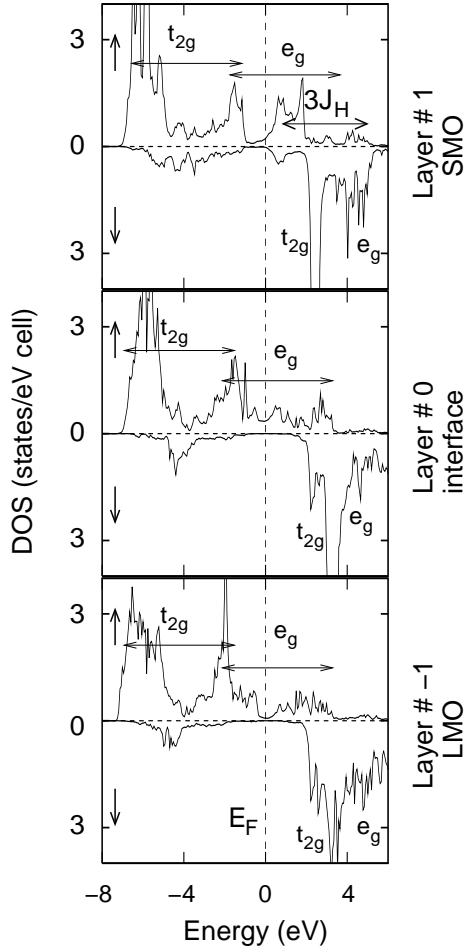 DOS (states/eV cell)
3
0
3
t2g
eg
3JH
t2g
eg
Layer # 1
SMO
3
0
3
t2g
eg
t2g
eg
Layer # 0
interface
3
0
3
t2g
eg
EF
t2g
eg
Layer # −1
LMO
−8 −4 0 4
Energy (eV)